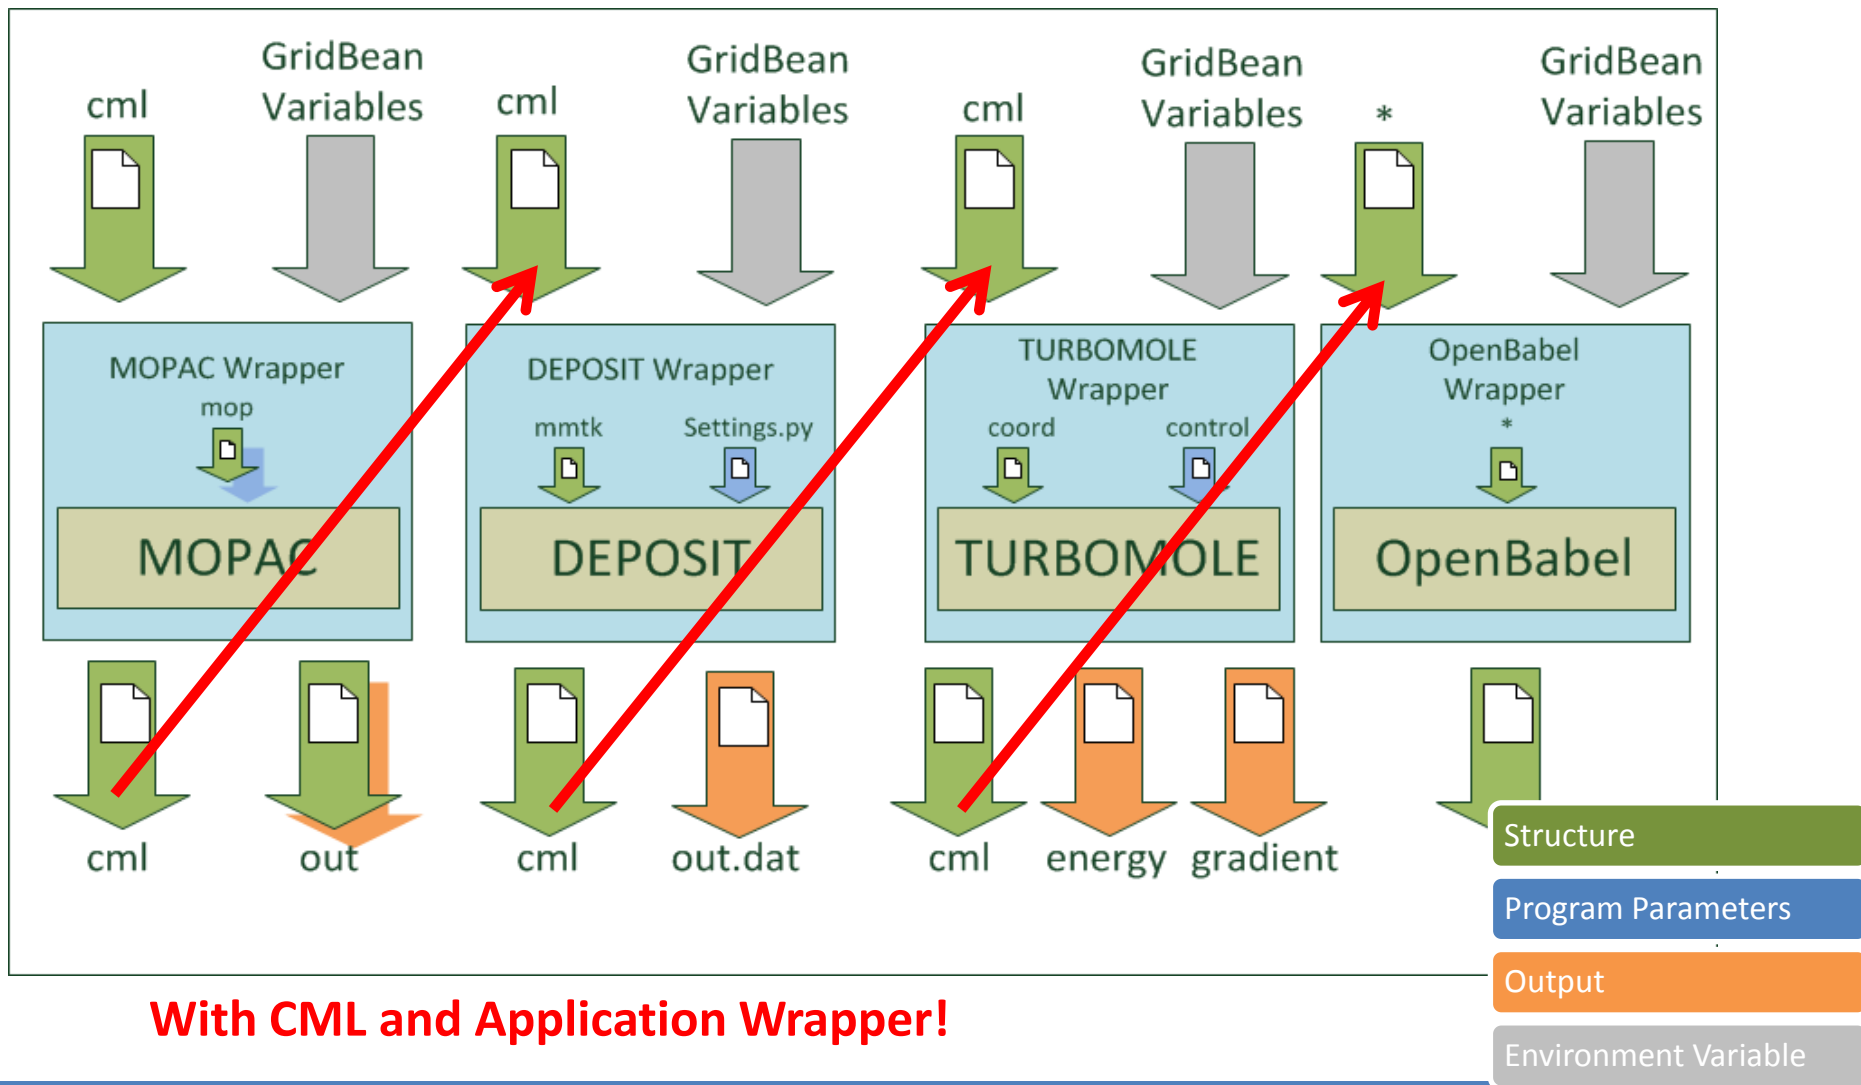 cml
GridBean
Variables
cml
GridBean
Variables
cml
GridBean
Variables
*
GridBean
Variables
MOPAC Wrapper
mop
MOPAC
DEPOSIT Wrapper
mmtk
Settings.py
DEPOSIT
TURBOMOLE
Wrapper
coord
control
TURBOMOLE
OpenBabel
Wrapper
*
OpenBabel
cml
out
cml
out.dat
cml
energy
gradient
Structure
Program Parameters
Output
Environment Variable
With CML and Application Wrapper!